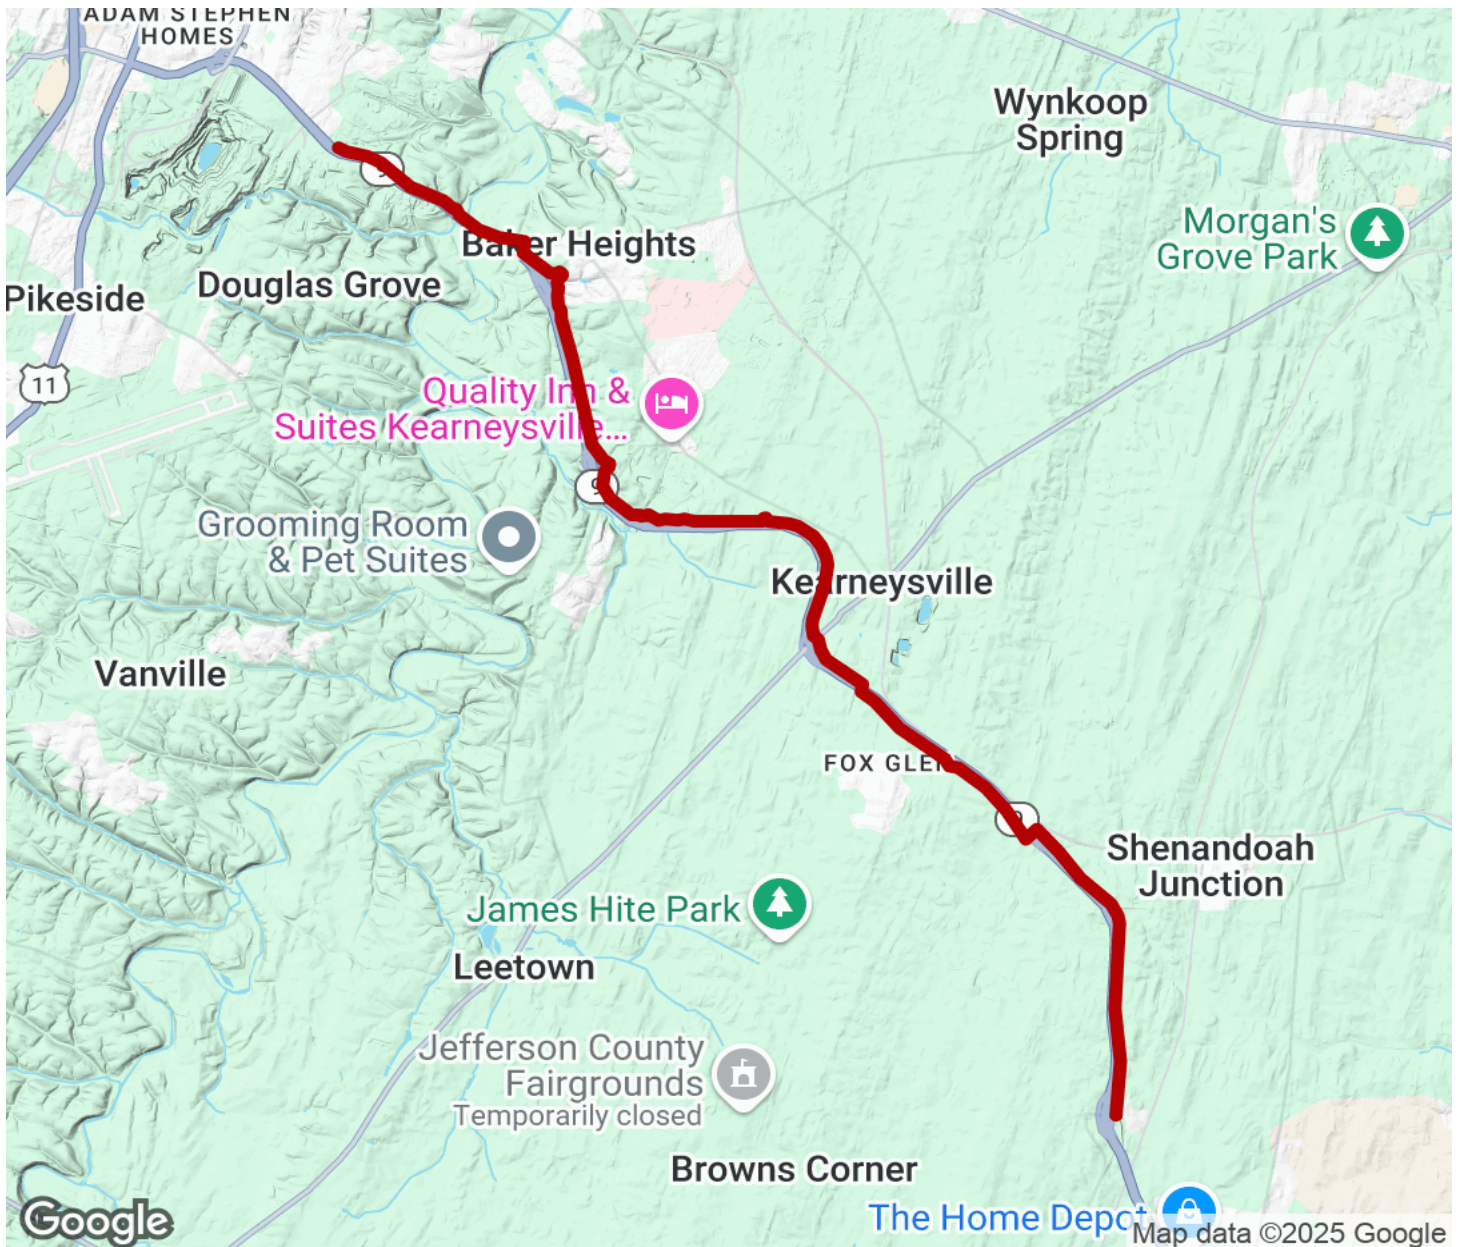 ADAM STEPHEN
HOMES
Wynkoop
Spring
9
Morgan's
Grove Park
Baker Heights
Douglas Grove
Pikeside
11
Quality Inn &
Suites Kearneysville...
9
Grooming Room
& Pet Suites
Kearneysville
Vanville
FOX GLEN
9
Shenandoah
Junction
James Hite Park
Leetown
Jefferson County
Fairgrounds
Temporarily closed
Browns Corner
The Home Depot
Google
Map data ©2025 Google